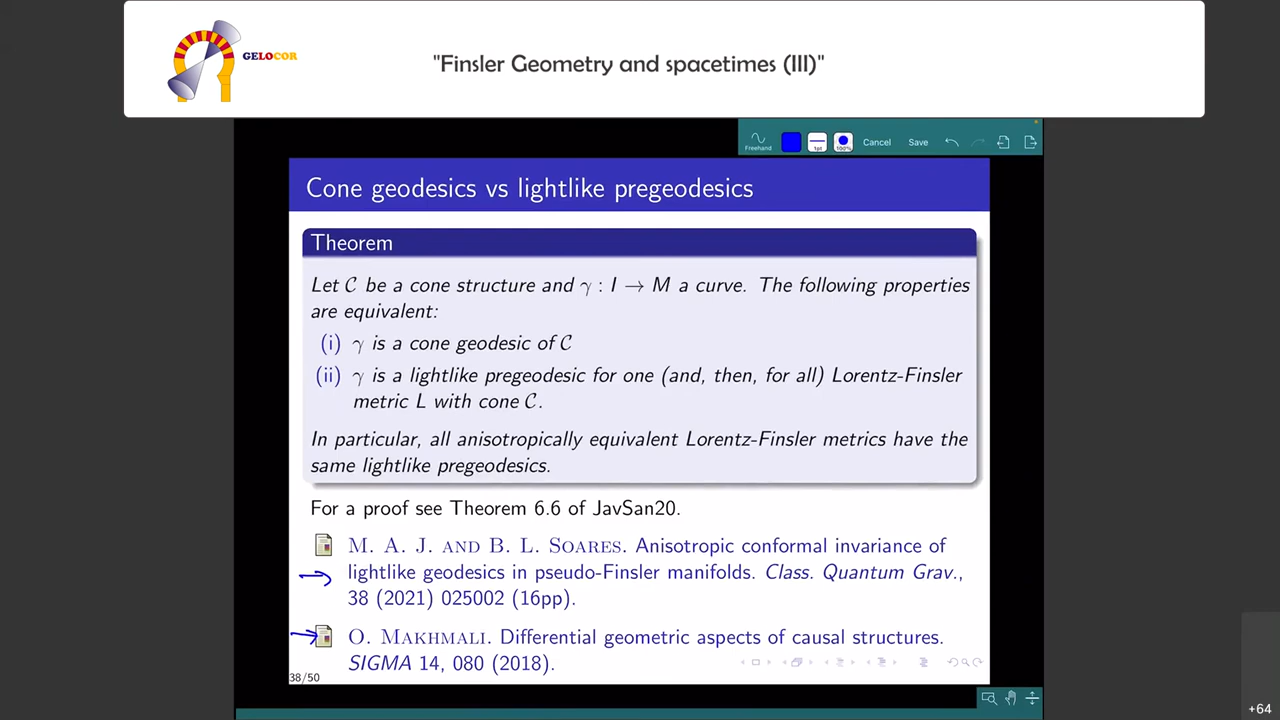 GELOCOR
"Finsler Geometry and spacetimes (III)"
Freehand
1pt
100%
Cancel
Save
Cone geodesics vs lightlike pregeodesics
Theorem
Let C be a cone structure and γ : I → M a curve. The following properties
are equivalent:
(i) γ is a cone geodesic of C
(ii) γ is a lightlike pregeodesic for one (and, then, for all) Lorentz-Finsler
metric L with cone C.
In particular, all anisotropically equivalent Lorentz-Finsler metrics have the
same lightlike pregeodesics.
For a proof see Theorem 6.6 of JavSan20.
M. A. J. AND B. L. SOARES. Anisotropic conformal invariance of
lightlike geodesics in pseudo-Finsler manifolds. Class. Quantum Grav.,
38 (2021) 025002 (16pp).
O. MAKHMALI. Differential geometric aspects of causal structures.
SIGMA 14, 080 (2018).
38/50
+64